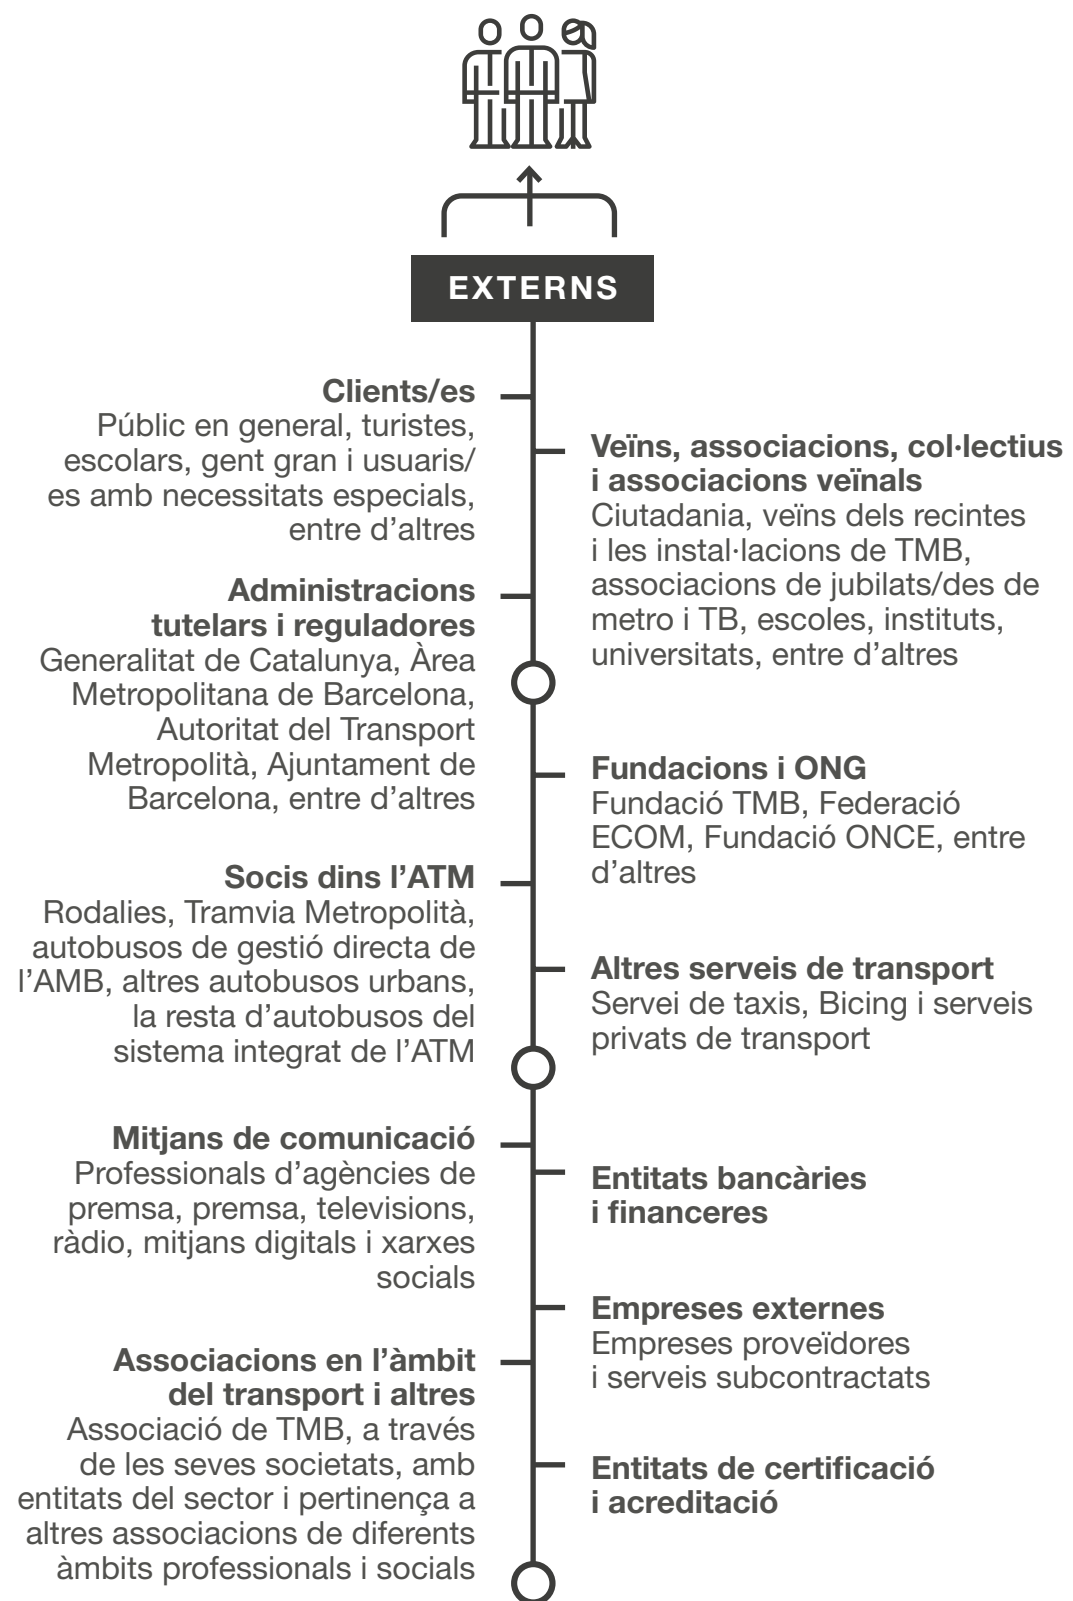 EXTERNS
Clients/es
Públic en general, turistes,
escolars, gent gran i usuaris/
es amb necessitats especials,
entre d’altres
Veïns, associacions, col·lectius
i associacions veïnals
Ciutadania, veïns dels recintes
i les instal·lacions de TMB,
associacions de jubilats/des de
metro i TB, escoles, instituts,
universitats, entre d’altres
Administracions
tutelars i reguladores
Generalitat de Catalunya, Àrea
Metropolitana de Barcelona,
Autoritat del Transport
Metropolità, Ajuntament de
Barcelona, entre d’altres
Fundacions i ONG
Fundació TMB, Federació
ECOM, Fundació ONCE, entre
d’altres
Socis dins l’ATM
Rodalies, Tramvia Metropolità,
autobusos de gestió directa de
l’AMB, altres autobusos urbans,
la resta d’autobusos del
sistema integrat de l’ATM
Altres serveis de transport
Servei de taxis, Bicing i serveis
privats de transport
Mitjans de comunicació
Professionals d’agències de
premsa, premsa, televisions,
ràdio, mitjans digitals i xarxes
socials
Entitats bancàries
i financeres
Empreses externes
Empreses proveïdores
i serveis subcontractats
Associacions en l’àmbit
del transport i altres
Associació de TMB, a través
de les seves societats, amb
entitats del sector i pertinença a
altres associacions de diferents
àmbits professionals i socials
Entitats de certificació
i acreditació